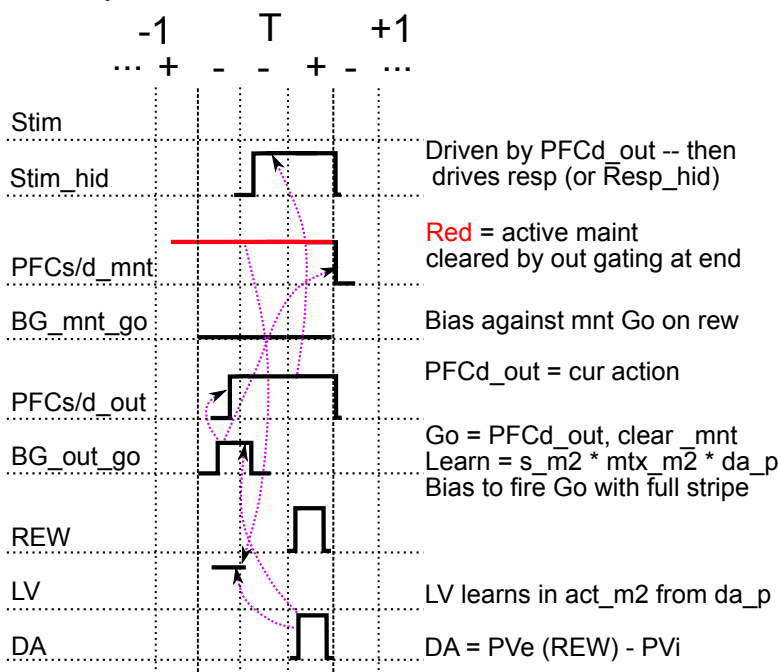 -1 T +1
... + - - + - ...
Stim
Stim_hid
Driven by PFCd_out -- then
drives resp (or Resp_hid)
PFCs/d_mnt
Red = active maint
cleared by out gating at end
BG_mnt_go
Bias against mnt Go on rew
PFCs/d_out
PFCd_out = cur action
BG_out_go
Go = PFCd_out, clear _mnt
Learn = s_m2 * mtx_m2 * da_p
Bias to fire Go with full stripe
REW
LV
LV learns in act_m2 from da_p
DA
DA = PVe (REW) - PVi